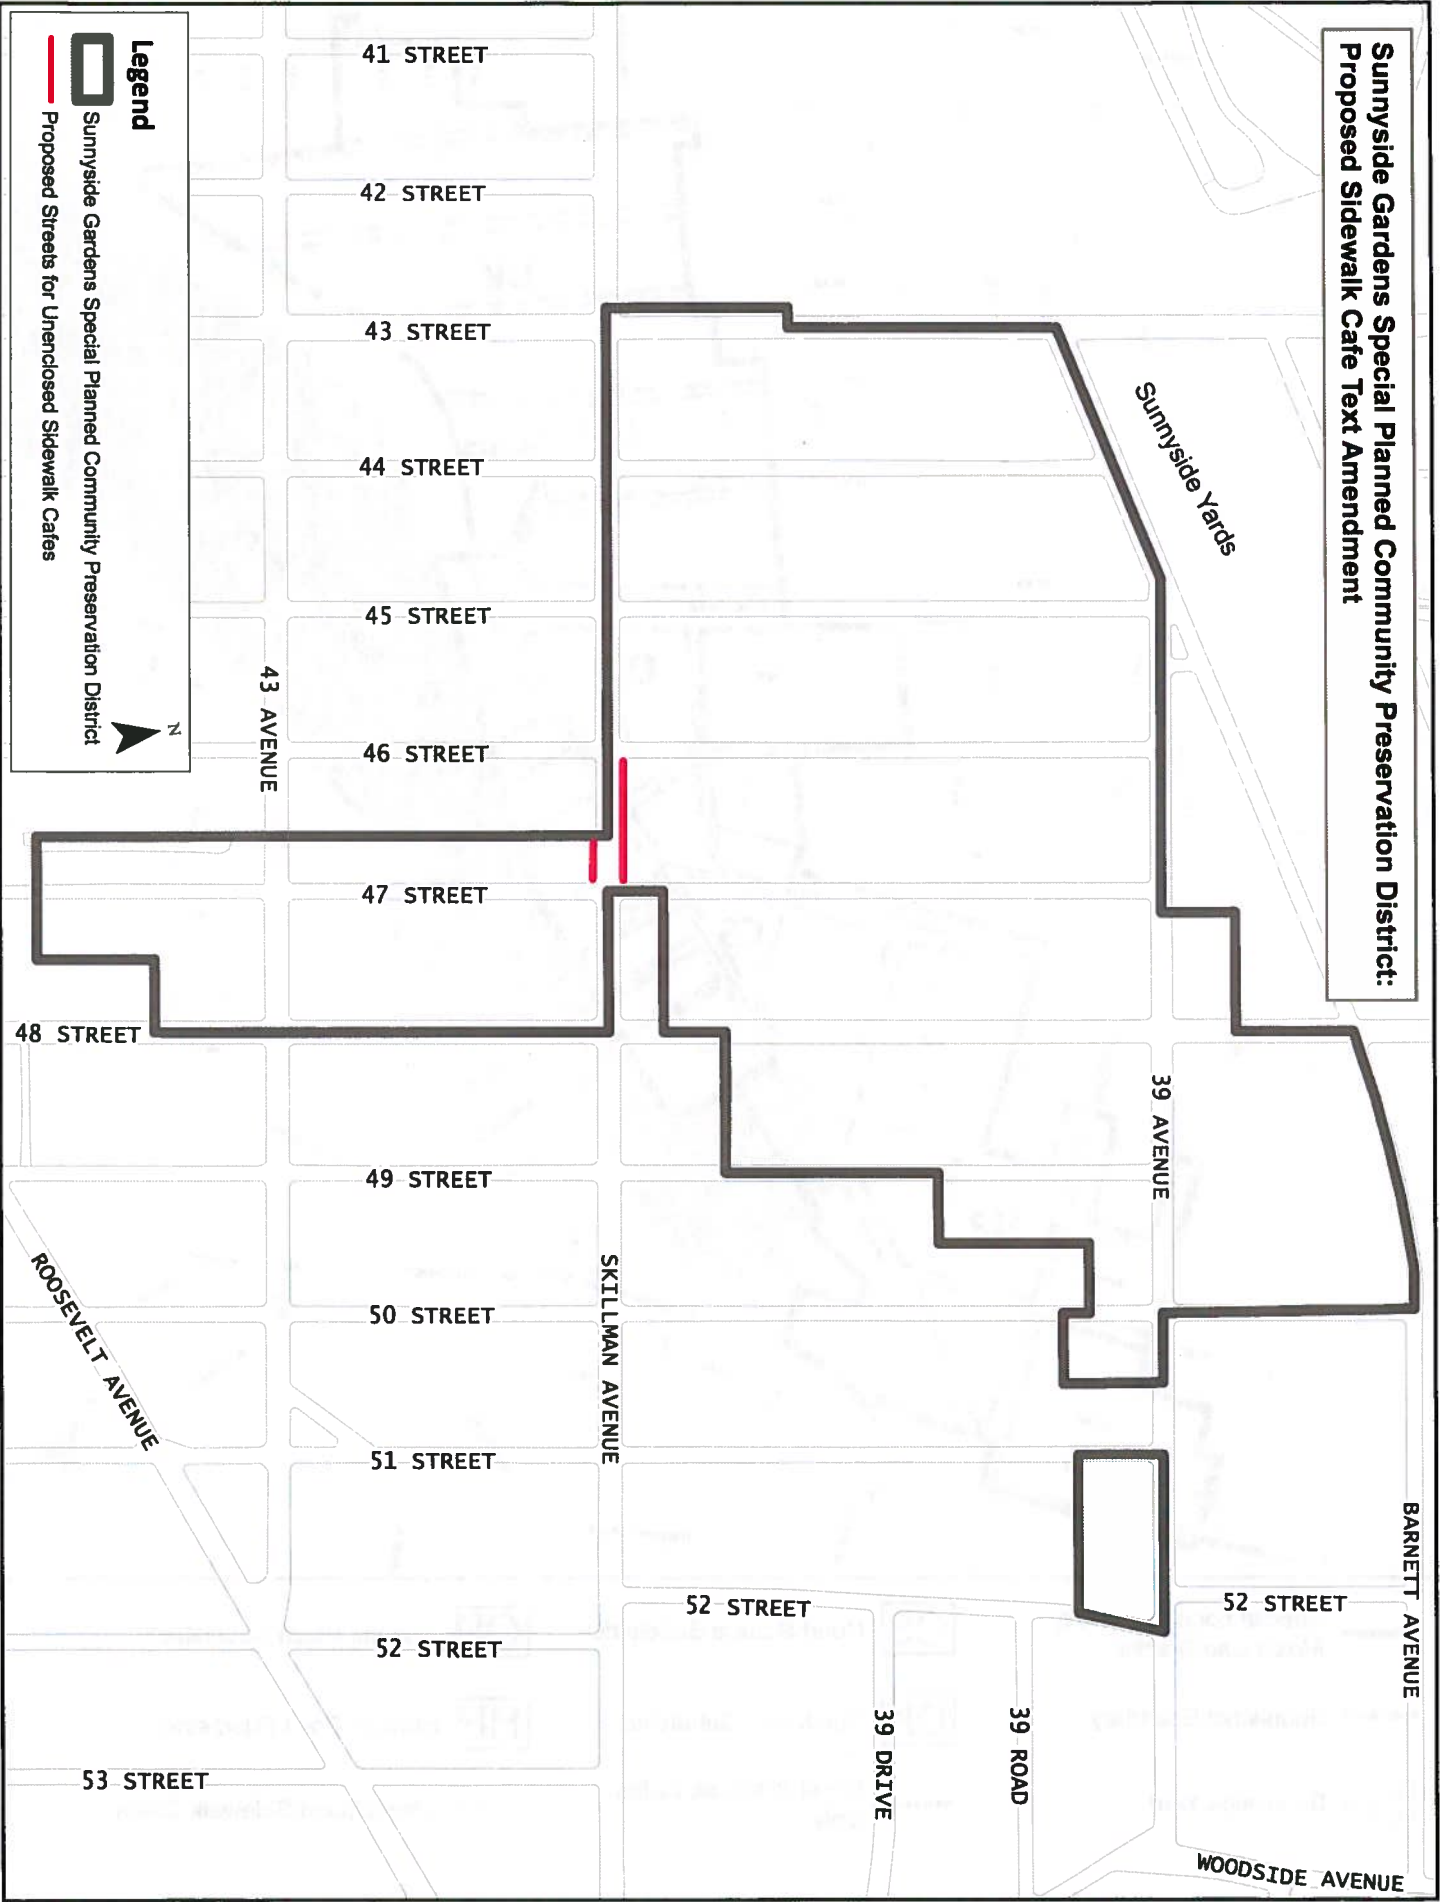 Sunnyside Gardens Special Planned Community Preservation District:
Proposed Sidewalk Cafe Text Amendment
Sunnyside Yards
BARNETT AVENUE
WOODSIDE AVENUE
39 AVENUE
52 STREET
39 ROAD
39 DRIVE
52 STREET
SKILLMAN AVENUE
41 STREET
42 STREET
43 STREET
44 STREET
45 STREET
46 STREET
47 STREET
48 STREET
49 STREET
50 STREET
51 STREET
52 STREET
53 STREET
43 AVENUE
ROOSEVELT AVENUE
Legend
Sunnyside Gardens Special Planned Community Preservation District
Proposed Streets for Unenclosed Sidewalk Cafes
N